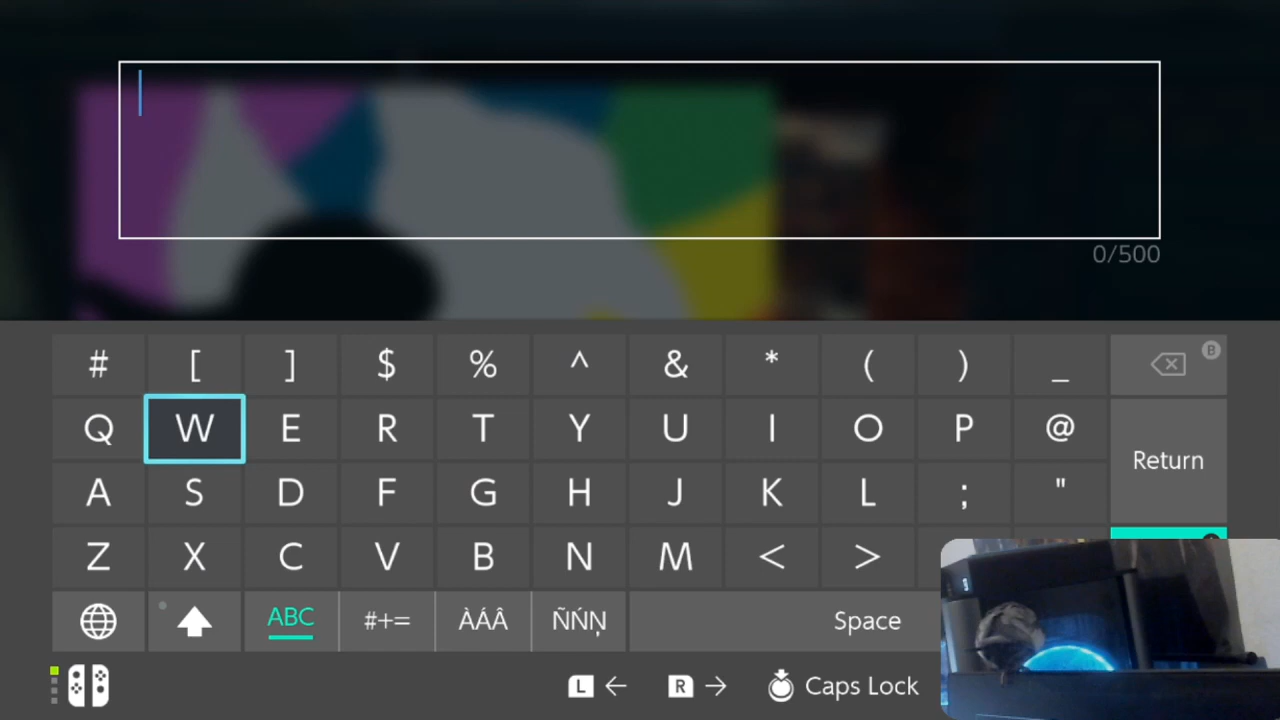 0/500
# [ ] $ % ^ & * ( ) _ B
Q W E R T Y U I O P @
Return
A S D F G H J K L ; "
Z X C V B N M < >
ABC #+= ÀÁÂ ÑŃŅ Space
L ← R → Caps Lock